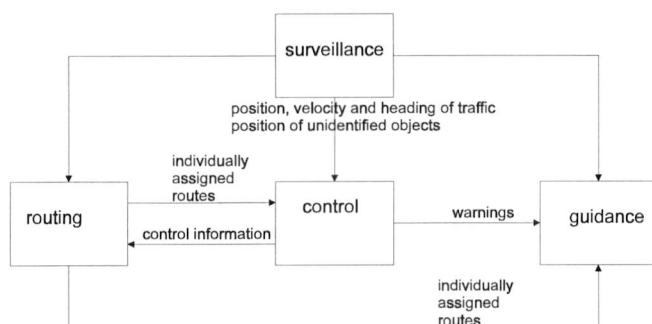 surveillance
position, velocity and heading of traffic
position of unidentified objects
individually
assigned
routes
routing
control
control information
warnings
guidance
individually
assigned
routes